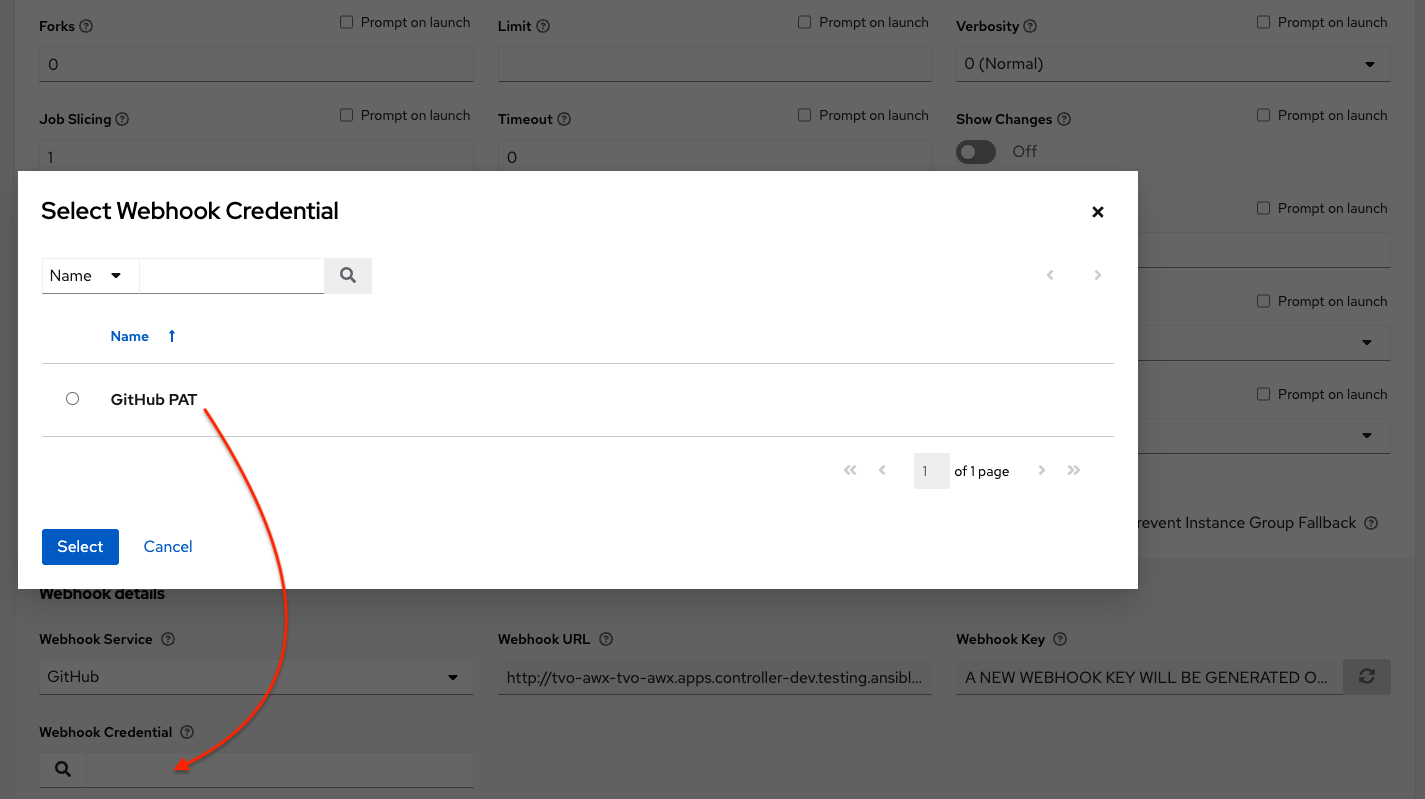 Forks Prompt on launch Limit Prompt on launch Verbosity Prompt on launch
0 0 (Normal)
Job Slicing Prompt on launch Timeout Prompt on launch Show Changes Prompt on launch
1 0 Off
Select Webhook Credential
Prompt on launch
Name
Prompt on launch
Name
Prompt on launch
GitHub PAT
1 of 1 page
revent Instance Group Fallback
Select Cancel
Webhook details
Webhook Service Webhook URL Webhook Key
GitHub http://tvo-awx-tvo-awx.apps.controller-dev.testing.ansibl... A NEW WEBHOOK KEY WILL BE GENERATED O...
Webhook Credential